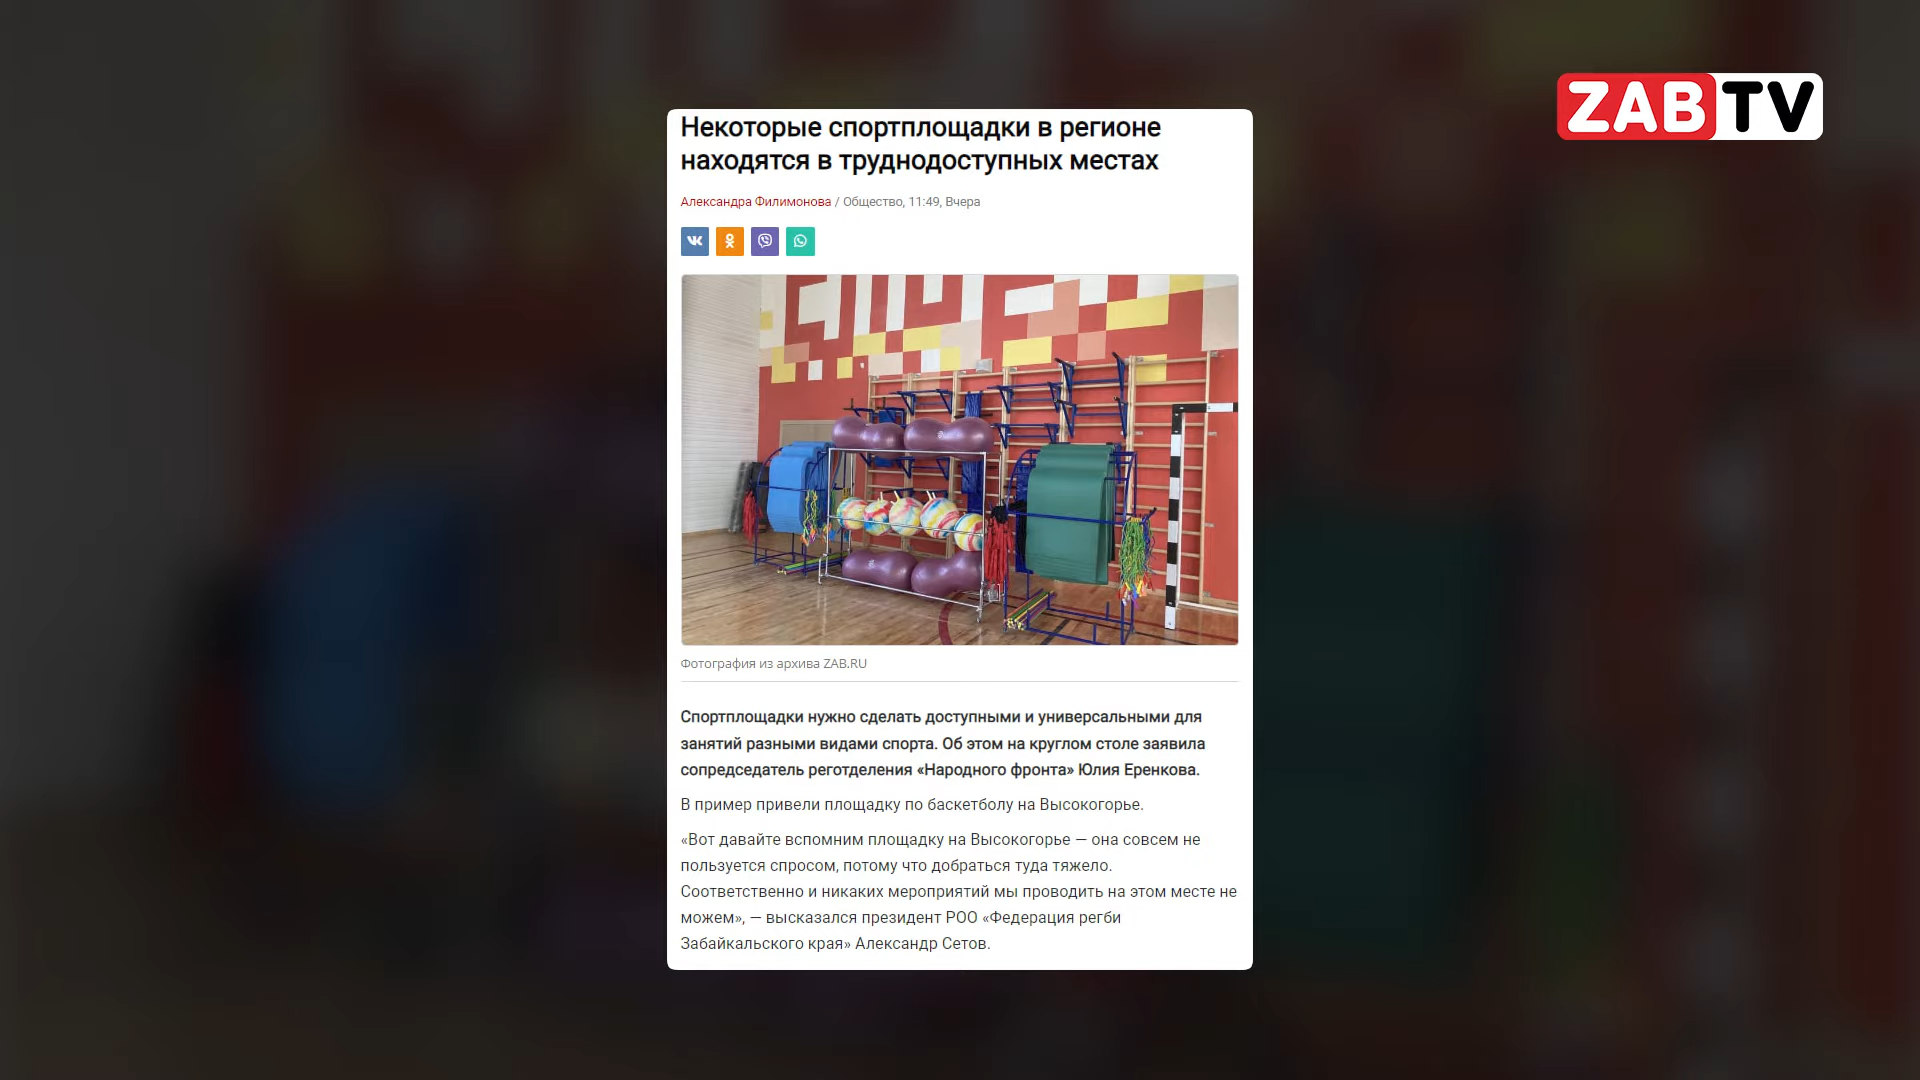 ZAB TV
Некоторые спортплощадки в регионе
находятся в труднодоступных местах
Александра Филимонова / Общество, 11:49, Вчера
Фотография из архива ZAB.RU
Спортплощадки нужно сделать доступными и универсальными для
занятий разными видами спорта. Об этом на круглом столе заявила
сопредседатель реготделения «Народного фронта» Юлия Еренкова.
В пример привели площадку по баскетболу на Высокогорье.
«Вот давайте вспомним площадку на Высокогорье — она совсем не
пользуется спросом, потому что добраться туда тяжело.
Соответственно и никаких мероприятий мы проводить на этом месте не
можем», — высказался президент РОО «Федерация регби
Забайкальского края» Александр Сетов.